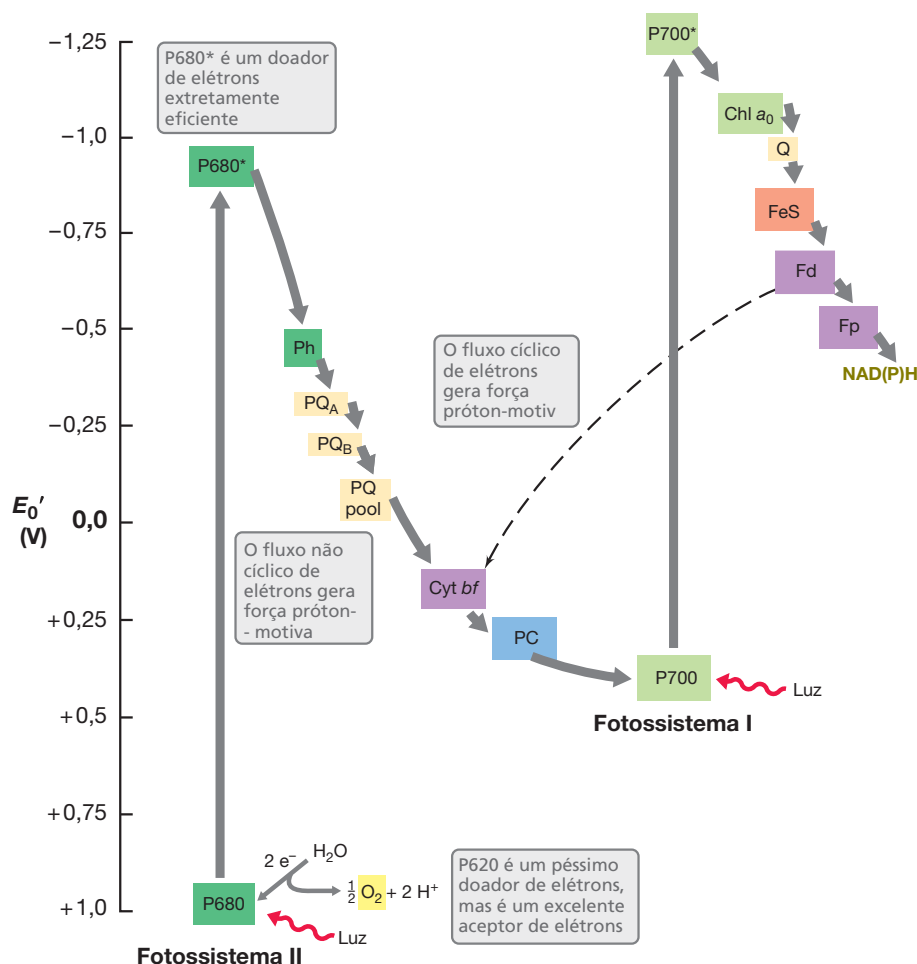 −1,25
−1,0
−0,75
−0,5
−0,25
0,0
+0,25
+0,5
+0,75
+1,0
E₀′
(V)
P680* é um doador
de elétrons
extretamente
eficiente
P680*
Ph
PQ_A
PQ_B
PQ
pool
O fluxo não
cíclico de
elétrons gera
força próton-
- motiva
Cyt bf
PC
O fluxo cíclico
de elétrons
gera força
próton-motiv
P700*
Chl a₀
Q
FeS
Fd
Fp
NAD(P)H
P700
Luz
Fotossistema I
2 e⁻
H₂O
½ O₂ + 2 H⁺
P680
Luz
Fotossistema II
P620 é um péssimo
doador de elétrons,
mas é um excelente
aceptor de elétrons